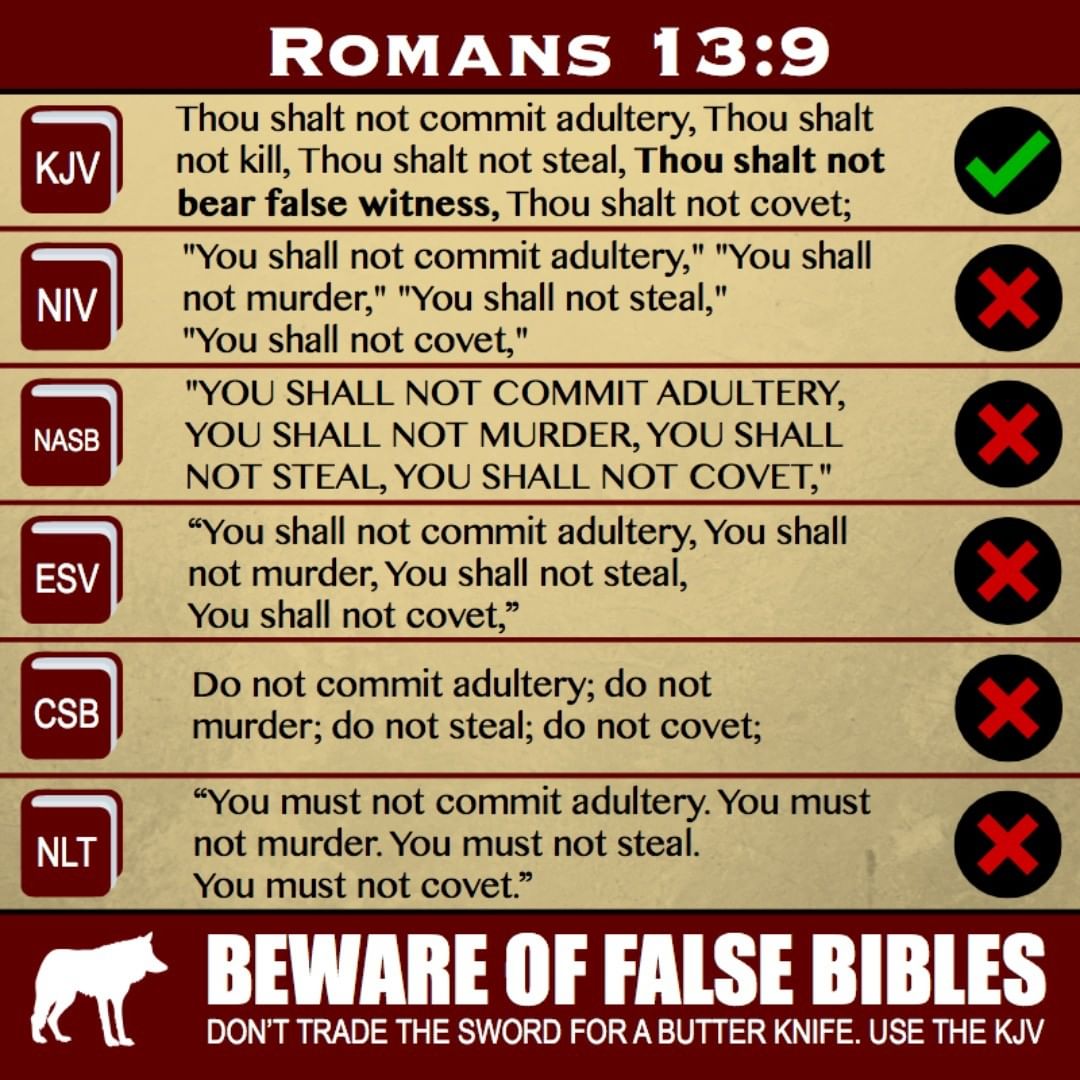 ROMANS 13:9
KJV
Thou shalt not commit adultery, Thou shalt
not kill, Thou shalt not steal, Thou shalt not
bear false witness, Thou shalt not covet;
NIV
"You shall not commit adultery," "You shall
not murder," "You shall not steal,"
"You shall not covet,"
NASB
"YOU SHALL NOT COMMIT ADULTERY,
YOU SHALL NOT MURDER, YOU SHALL
NOT STEAL, YOU SHALL NOT COVET,"
ESV
“You shall not commit adultery, You shall
not murder, You shall not steal,
You shall not covet,”
CSB
Do not commit adultery; do not
murder; do not steal; do not covet;
NLT
“You must not commit adultery. You must
not murder. You must not steal.
You must not covet.”
BEWARE OF FALSE BIBLES
DON'T TRADE THE SWORD FOR A BUTTER KNIFE. USE THE KJV